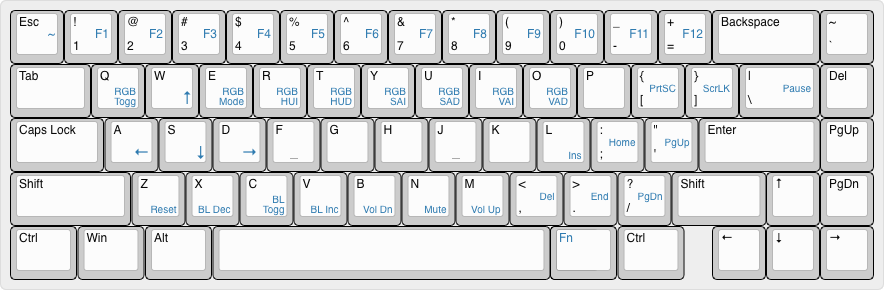 Esc ~ ! 1 F1 @ 2 F2 # 3 F3 $ 4 F4 % 5 F5 ^ 6 F6 & 7 F7 * 8 F8 ( 9 F9 ) 0 F10 _ - F11 + = F12 Backspace ~ `
Tab Q RGB Togg W ↑ E RGB Mode R RGB HUI T RGB HUD Y RGB SAI U RGB SAD I RGB VAI O RGB VAD P { [ PrtSC } ] ScrLK | \ Pause Del
Caps Lock A ← S ↓ D → F _ G H J _ K L Ins : ; Home " ' PgUp Enter PgUp
Shift Z Reset X BL Dec C BL Togg V BL Inc B Vol Dn N Mute M Vol Up < , Del > . End ? / PgDn Shift ↑ PgDn
Ctrl Win Alt Fn Ctrl ← ↓ →